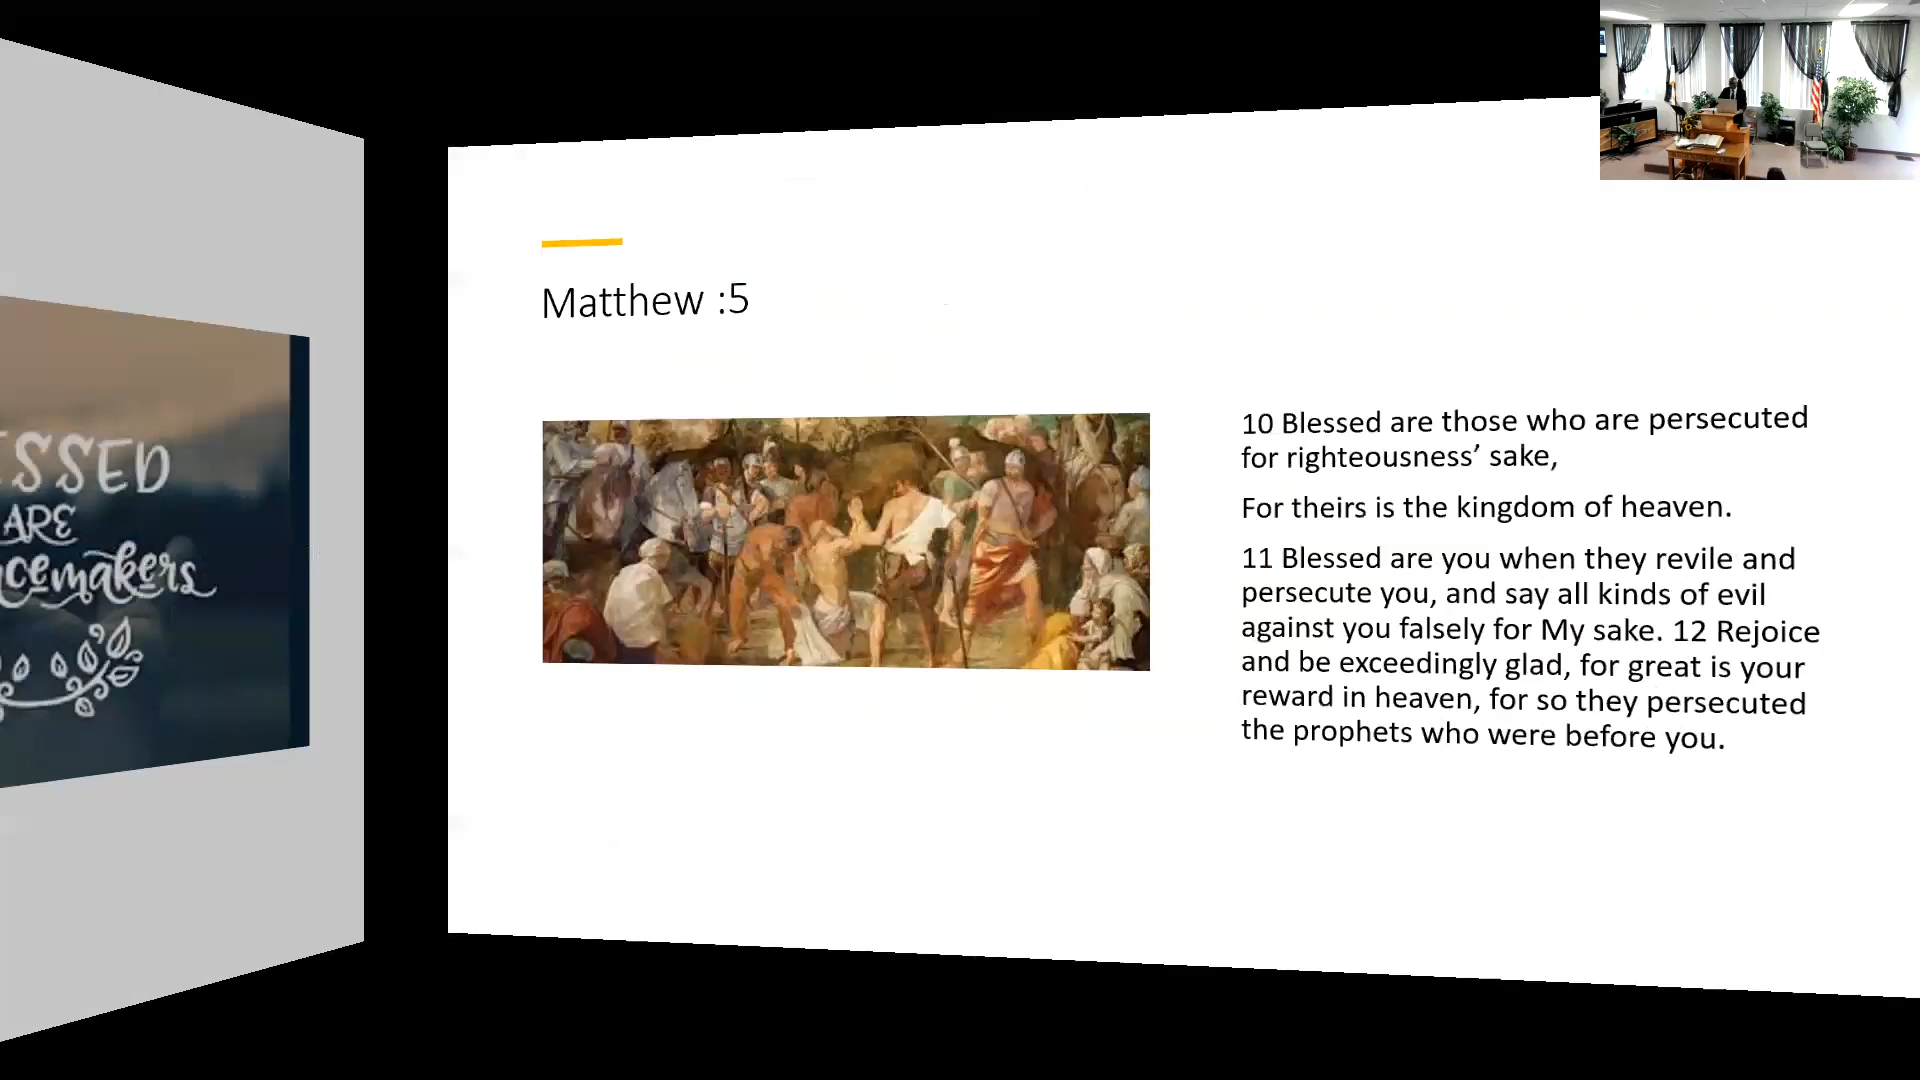 SSED
ARE
cemakers
Matthew :5
10 Blessed are those who are persecuted
for righteousness’ sake,
For theirs is the kingdom of heaven.
11 Blessed are you when they revile and
persecute you, and say all kinds of evil
against you falsely for My sake. 12 Rejoice
and be exceedingly glad, for great is your
reward in heaven, for so they persecuted
the prophets who were before you.